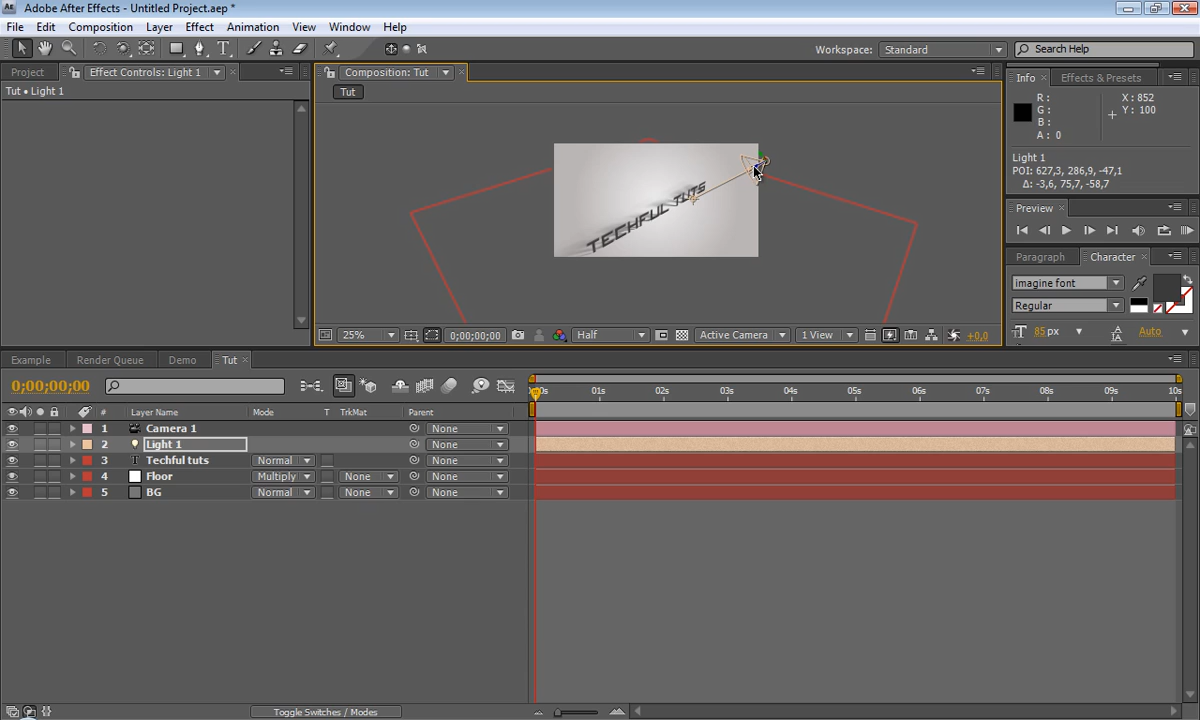 Adobe After Effects - Untitled Project.aep *
File Edit Composition Layer Effect Animation View Window Help
Workspace: Standard Search Help
Project Effect Controls: Light 1 Composition: Tut Info Effects & Presets
Tut • Light 1 Tut
R : X : 852
G : Y : 100
B :
A : 0
Light 1
POI: 627,3, 286,9, -47,1
Δ: -3,6, 75,7, -58,7
TECHFUL TUTS
Preview
Paragraph Character
imagine font
Regular
85 px Auto
25% 0;00;00;00 Half Active Camera 1 View +0,0
Example Render Queue Demo Tut
0;00;00;00
0s 01s 02s 03s 04s 05s 06s 07s 08s 09s 10s
# Layer Name Mode T TrkMat Parent
1 Camera 1 None
2 Light 1 None
3 Techful tuts Normal None
4 Floor Multiply None None
5 BG Normal None None
Toggle Switches / Modes